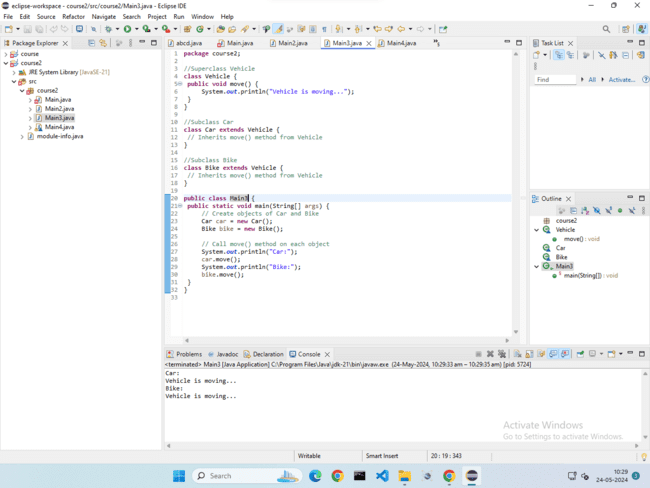 eclipse-workspace - course2/src/course2/Main3.java - Eclipse IDE
File Edit Source Refactor Navigate Search Project Run Window Help
Package Explorer
course
course2
JRE System Library [JavaSE-21]
src
course2
Main.java
Main2.java
Main3.java
Main4.java
module-info.java
abcd.java Main.java Main2.java Main3.java Main4.java
1 package course2;
2
3 //Superclass Vehicle
4 class Vehicle {
5 public void move() {
6 System.out.println("Vehicle is moving...");
7 }
8 }
9
10 //Subclass Car
11 class Car extends Vehicle {
12 // Inherits move() method from Vehicle
13 }
14
15 //Subclass Bike
16 class Bike extends Vehicle {
17 // Inherits move() method from Vehicle
18 }
19
20 public class Main3 {
21 public static void main(String[] args) {
22 // Create objects of Car and Bike
23 Car car = new Car();
24 Bike bike = new Bike();
25
26 // Call move() method on each object
27 System.out.println("Car:");
28 car.move();
29 System.out.println("Bike:");
30 bike.move();
31 }
32 }
33
Task List
Find All Activate...
Outline
course2
Vehicle
move() : void
Car
Bike
Main3
main(String[]) : void
Problems Javadoc Declaration Console
<terminated> Main3 [Java Application] C:\Program Files\Java\jdk-21\bin\javaw.exe (24-May-2024, 10:29:33 am – 10:29:35 am) [pid: 5724]
Car:
Vehicle is moving...
Bike:
Vehicle is moving...
Activate Windows
Go to Settings to activate Windows.
Writable Smart Insert 20 : 19 : 343
Search
10:29
24-05-2024